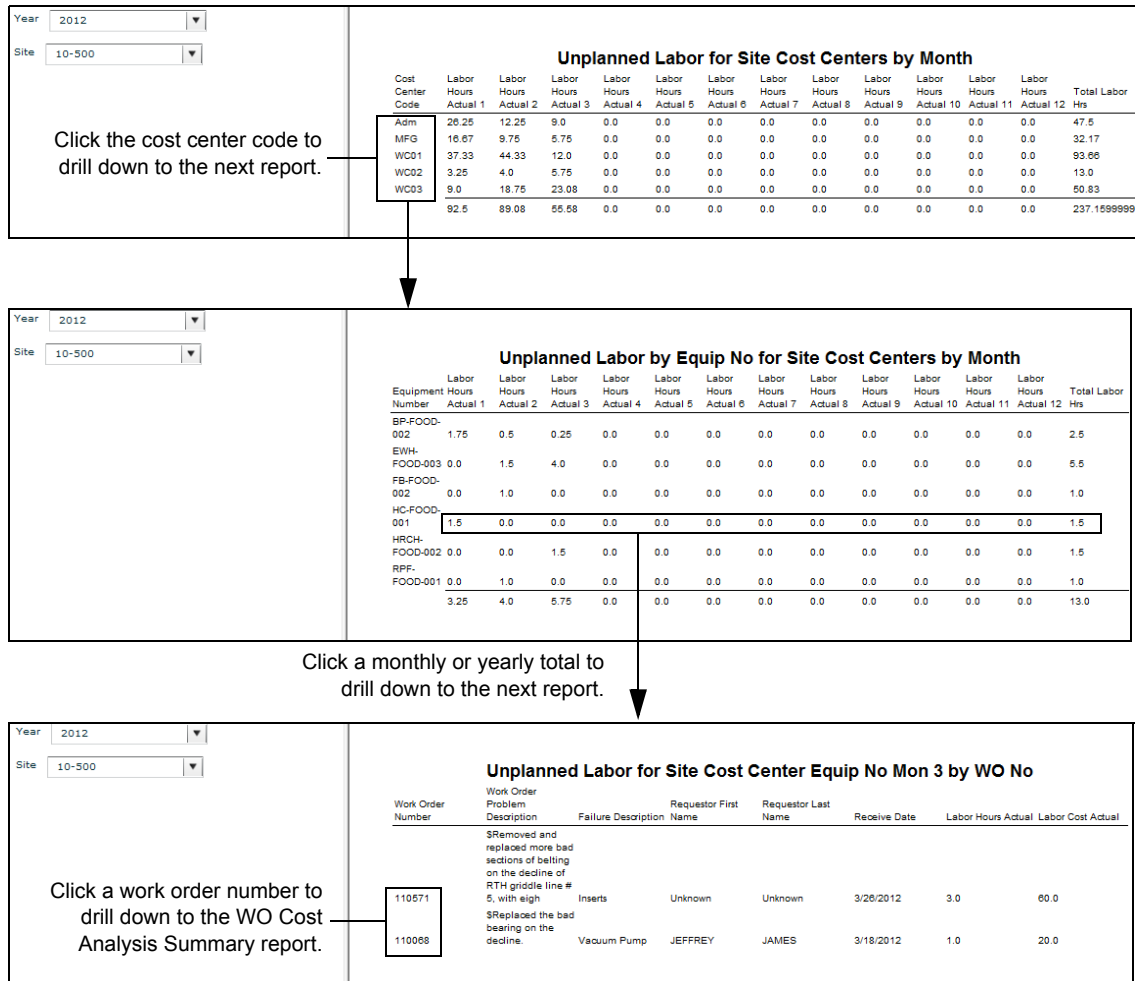 Year 2012
Site 10-500
Unplanned Labor for Site Cost Centers by Month
Cost Labor Labor Labor Labor Labor Labor Labor Labor Labor Labor Labor Labor
Center Hours Hours Hours Hours Hours Hours Hours Hours Hours Hours Hours Hours Total Labor
Code Actual 1 Actual 2 Actual 3 Actual 4 Actual 5 Actual 6 Actual 7 Actual 8 Actual 9 Actual 10 Actual 11 Actual 12 Hrs
Adm 26.25 12.25 9.0 0.0 0.0 0.0 0.0 0.0 0.0 0.0 0.0 0.0 47.5
MFG 16.67 9.75 5.75 0.0 0.0 0.0 0.0 0.0 0.0 0.0 0.0 0.0 32.17
WC01 37.33 44.33 12.0 0.0 0.0 0.0 0.0 0.0 0.0 0.0 0.0 0.0 93.66
WC02 3.25 4.0 5.75 0.0 0.0 0.0 0.0 0.0 0.0 0.0 0.0 0.0 13.0
WC03 9.0 18.75 23.08 0.0 0.0 0.0 0.0 0.0 0.0 0.0 0.0 0.0 50.83
92.5 89.08 55.58 0.0 0.0 0.0 0.0 0.0 0.0 0.0 0.0 0.0 237.1599999
Click the cost center code to
drill down to the next report.
Year 2012
Site 10-500
Unplanned Labor by Equip No for Site Cost Centers by Month
Labor Labor Labor Labor Labor Labor Labor Labor Labor Labor Labor Labor
Equipment Hours Hours Hours Hours Hours Hours Hours Hours Hours Hours Hours Hours Total Labor
Number Actual 1 Actual 2 Actual 3 Actual 4 Actual 5 Actual 6 Actual 7 Actual 8 Actual 9 Actual 10 Actual 11 Actual 12 Hrs
BP-FOOD-
002 1.75 0.5 0.25 0.0 0.0 0.0 0.0 0.0 0.0 0.0 0.0 0.0 2.5
EWH-
FOOD-003 0.0 1.5 4.0 0.0 0.0 0.0 0.0 0.0 0.0 0.0 0.0 0.0 5.5
FB-FOOD-
002 0.0 1.0 0.0 0.0 0.0 0.0 0.0 0.0 0.0 0.0 0.0 0.0 1.0
HC-FOOD-
001 1.5 0.0 0.0 0.0 0.0 0.0 0.0 0.0 0.0 0.0 0.0 0.0 1.5
HRCH-
FOOD-002 0.0 0.0 1.5 0.0 0.0 0.0 0.0 0.0 0.0 0.0 0.0 0.0 1.5
RPF-
FOOD-001 0.0 1.0 0.0 0.0 0.0 0.0 0.0 0.0 0.0 0.0 0.0 0.0 1.0
3.25 4.0 5.75 0.0 0.0 0.0 0.0 0.0 0.0 0.0 0.0 0.0 13.0
Click a monthly or yearly total to
drill down to the next report.
Year 2012
Site 10-500
Unplanned Labor for Site Cost Center Equip No Mon 3 by WO No
Work Order
Work Order Problem Requestor First Requestor Last
Number Description Failure Description Name Name Receive Date Labor Hours Actual Labor Cost Actual
$Removed and
replaced more bad
sections of belting
on the decline of
RTH griddle line #
110571 5, with eigh Inserts Unknown Unknown 3/26/2012 3.0 60.0
$Replaced the bad
bearing on the
110068 decline. Vacuum Pump JEFFREY JAMES 3/18/2012 1.0 20.0
Click a work order number to
drill down to the WO Cost
Analysis Summary report.